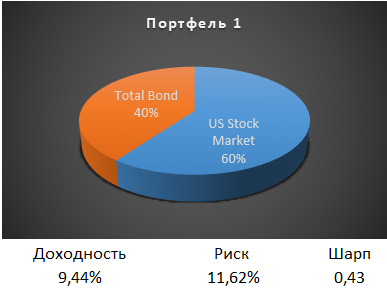 Портфель 1
Total Bond
40%
US Stock
Market
60%
Доходность Риск Шарп
9,44% 11,62% 0,43